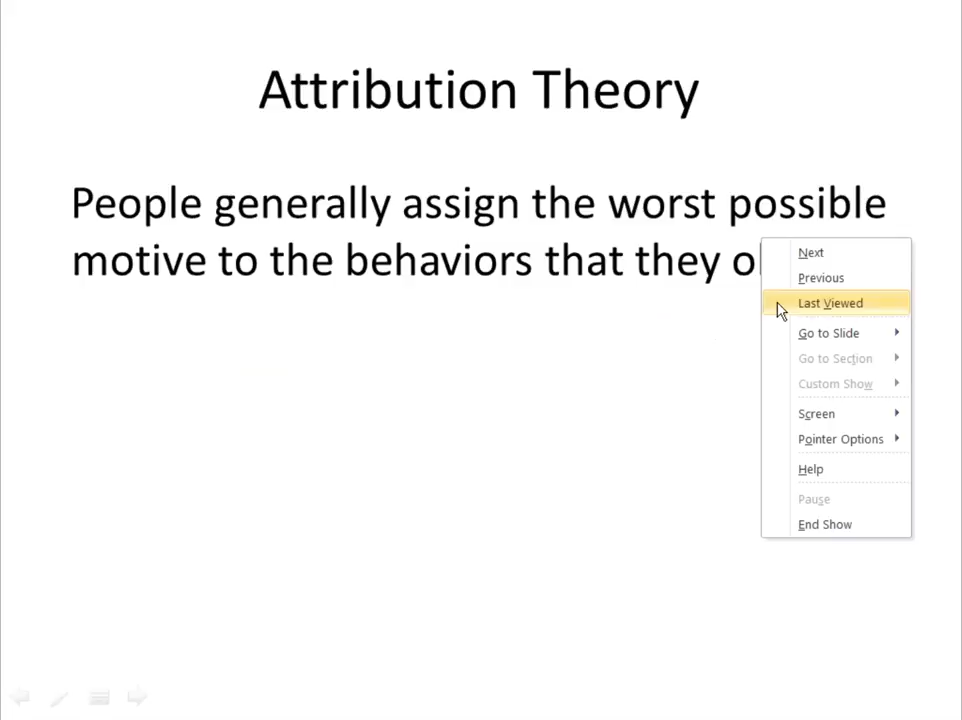 Attribution Theory
People generally assign the worst possible
motive to the behaviors that they
Next
Previous
Last Viewed
Go to Slide
Go to Section
Custom Show
Screen
Pointer Options
Help
Pause
End Show